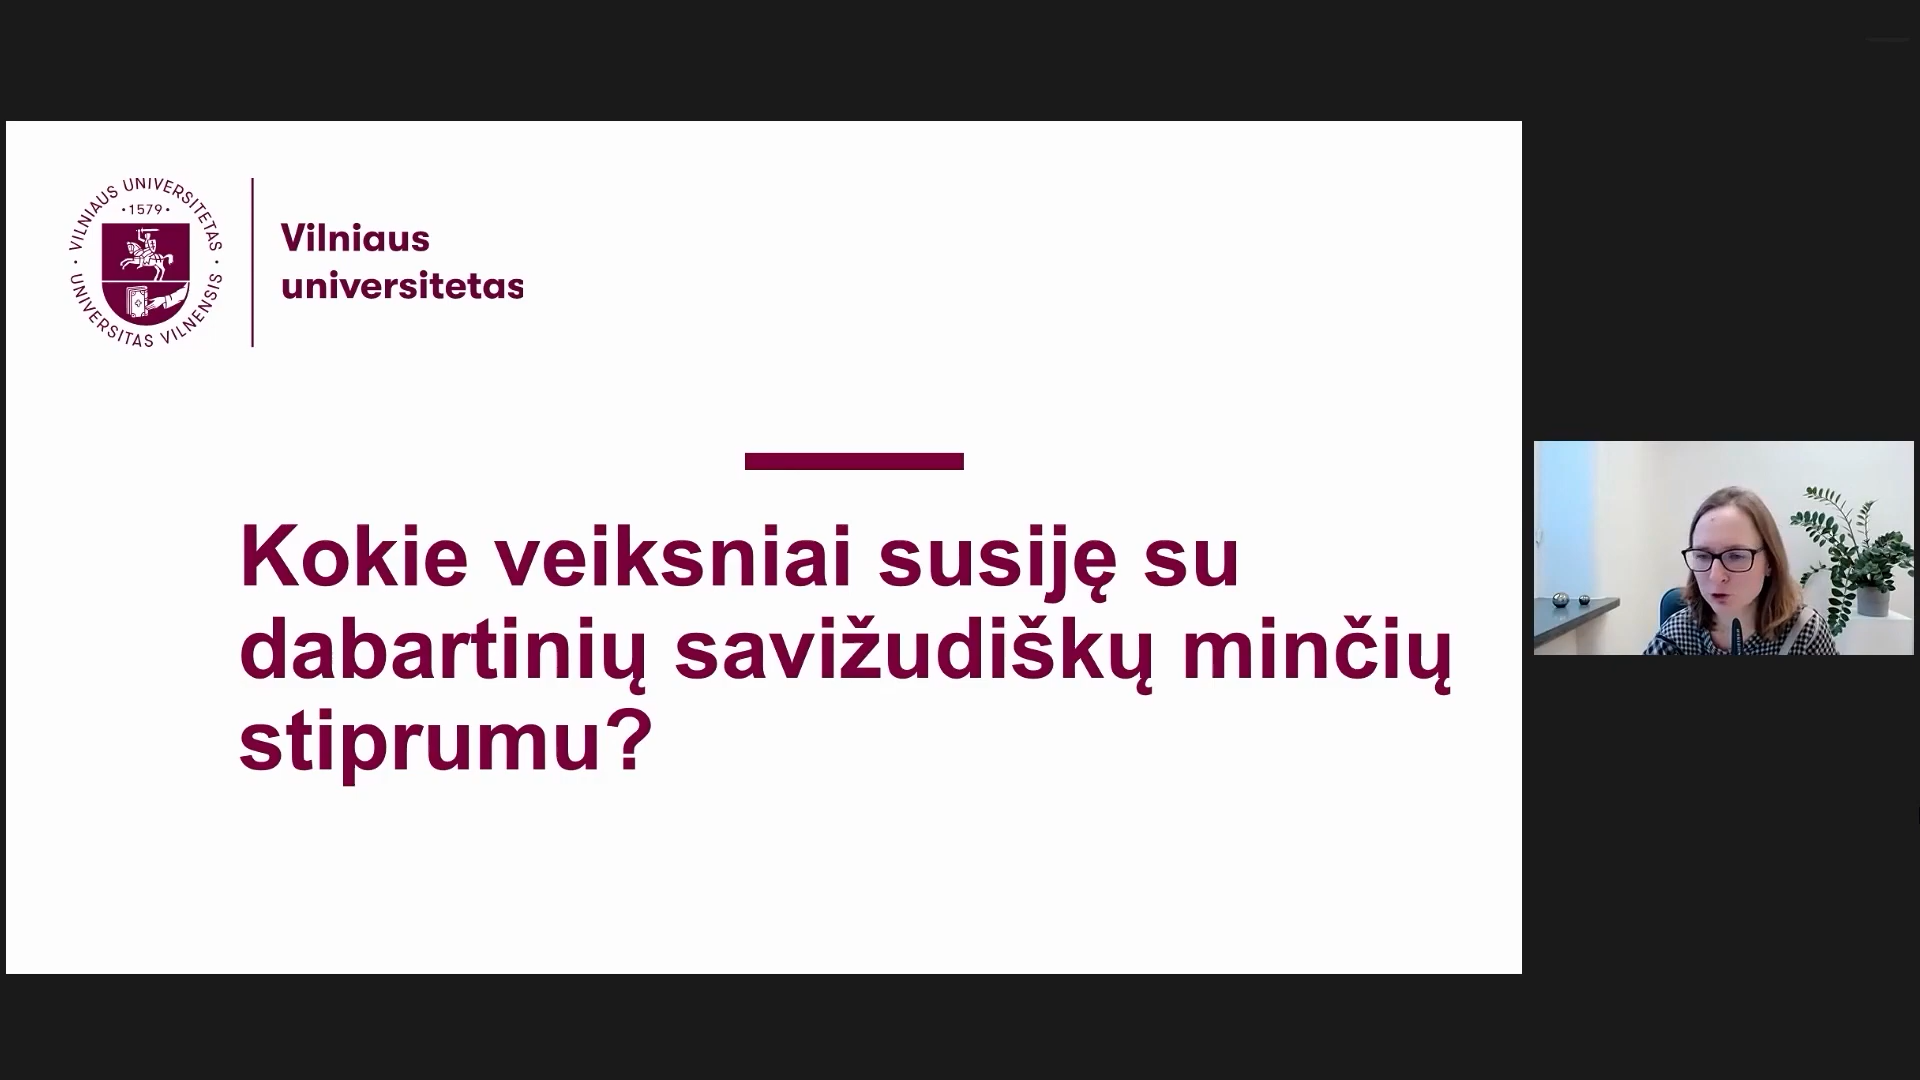 VILNIAUS UNIVERSITETAS
· 1579 ·
UNIVERSITAS VILNENSIS
Vilniaus
universitetas
Kokie veiksniai susiję su
dabartinių savižudiškų minčių
stiprumu?